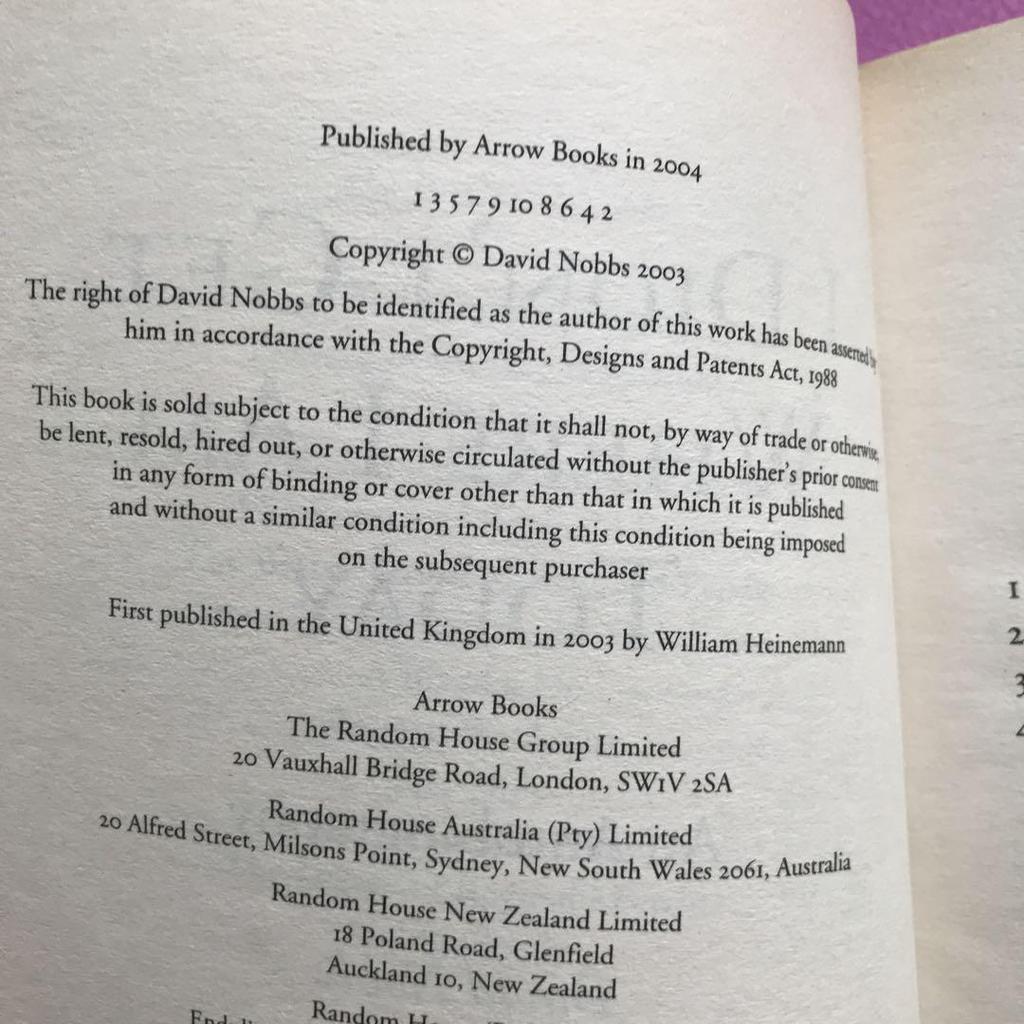 Published by Arrow Books in 2004
1 3 5 7 9 10 8 6 4 2
Copyright © David Nobbs 2003
The right of David Nobbs to be identified as the author of this work has been asserted by
him in accordance with the Copyright, Designs and Patents Act, 1988
This book is sold subject to the condition that it shall not, by way of trade or otherwise,
be lent, resold, hired out, or otherwise circulated without the publisher's prior consent
in any form of binding or cover other than that in which it is published
and without a similar condition including this condition being imposed
on the subsequent purchaser
First published in the United Kingdom in 2003 by William Heinemann
Arrow Books
The Random House Group Limited
20 Vauxhall Bridge Road, London, SW1V 2SA
Random House Australia (Pty) Limited
20 Alfred Street, Milsons Point, Sydney, New South Wales 2061, Australia
Random House New Zealand Limited
18 Poland Road, Glenfield
Auckland 10, New Zealand
Random
1
2
3
4